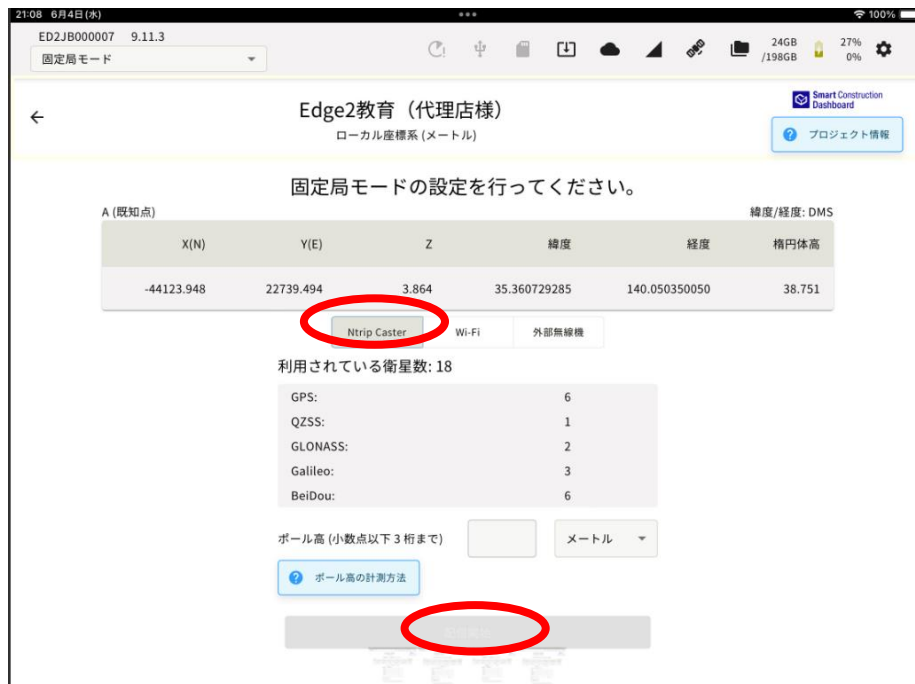 21:08 6月4日(水)
100%
ED2JB000007 9.11.3
固定局モード
24GB
/198GB
27%
0%
Edge2教育（代理店様）
ローカル座標系 (メートル)
Smart Construction
Dashboard
プロジェクト情報
固定局モードの設定を行ってください。
A (既知点)
緯度/経度: DMS
X(N) Y(E) Z 緯度 経度 楕円体高
-44123.948 22739.494 3.864 35.360729285 140.050350050 38.751
Ntrip Caster Wi-Fi 外部無線機
利用されている衛星数: 18
GPS: 6
QZSS: 1
GLONASS: 2
Galileo: 3
BeiDou: 6
ポール高 (小数点以下 3 桁まで) メートル
ポール高の計測方法